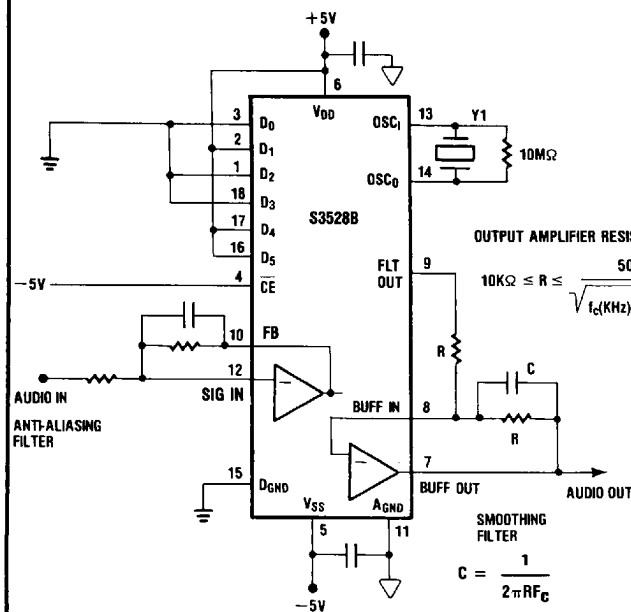 +5V
6
VDD
3 D0
2 D1
1 D2
18 D3
17 D4
16 D5
-5V 4 CE
13 OSCI Y1
10MΩ
14 OSCO
S3528B
OUTPUT AMPLIFIER
10KΩ ≤ R ≤ 50
√fc(KHz)
FLT OUT 9
R
10 FB
12 SIG IN
AUDIO IN
ANTI-ALIASING
FILTER
C
BUFF IN 8
R
7
BUFF OUT
AUDIO OUT
15 DGND
VSS
5
AGND
11
-5V
SMOOTHING
FILTER
C = 1 / 2πRFC